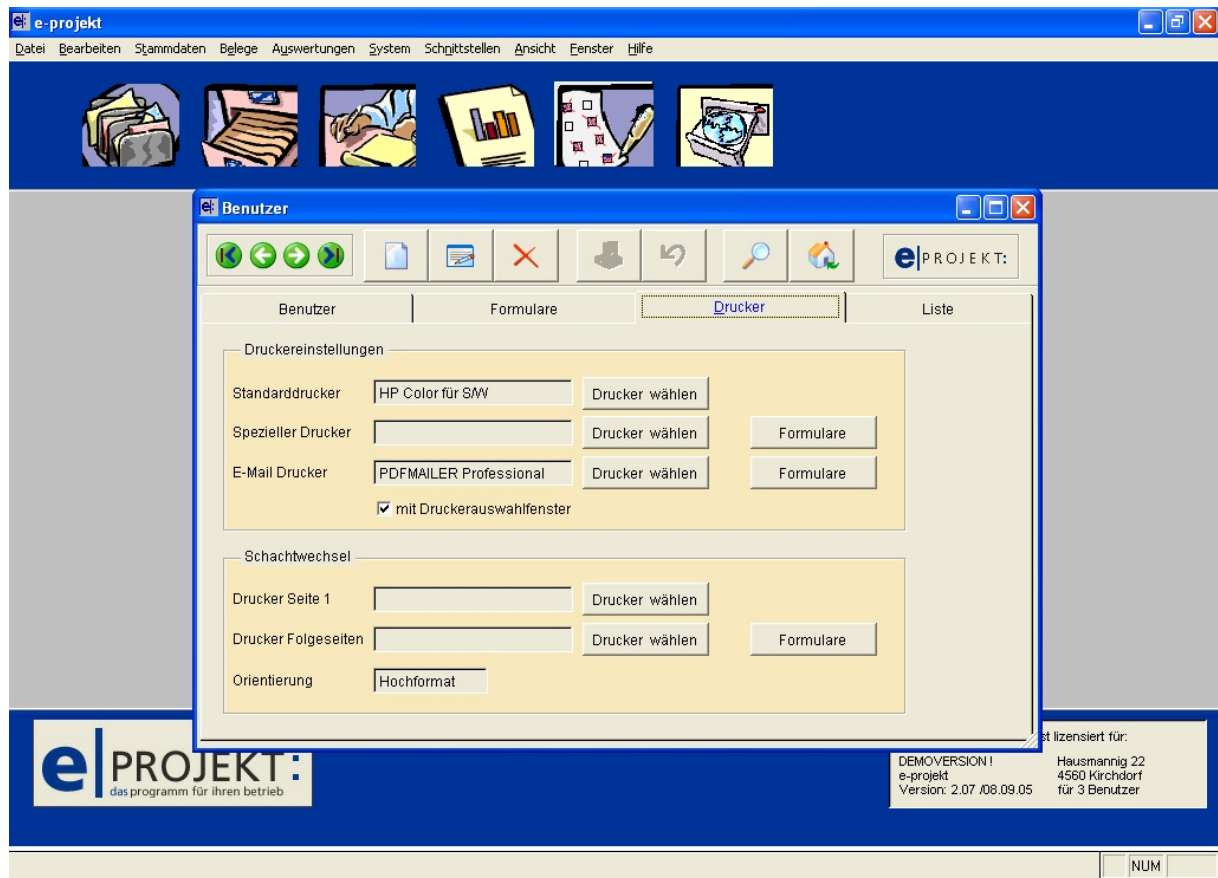 e-projekt
Datei Bearbeiten Stammdaten Belege Auswertungen System Schnittstellen Ansicht Fenster Hilfe
Benutzer
e PROJEKT:
Benutzer Formulare Drucker Liste
Druckereinstellungen
Standarddrucker HP Color für S/W Drucker wählen
Spezieller Drucker Drucker wählen Formulare
E-Mail Drucker PDFMAILER Professional Drucker wählen Formulare
mit Druckerauswahlfenster
Schachtwechsel
Drucker Seite 1 Drucker wählen
Drucker Folgeseiten Drucker wählen Formulare
Orientierung Hochformat
e PROJEKT:
das programm für ihren betrieb
lizensiert für:
DEMOVERSION ! Hausmannig 22
e-projekt 4560 Kirchdorf
Version: 2.07 /08.09.05 für 3 Benutzer
NUM